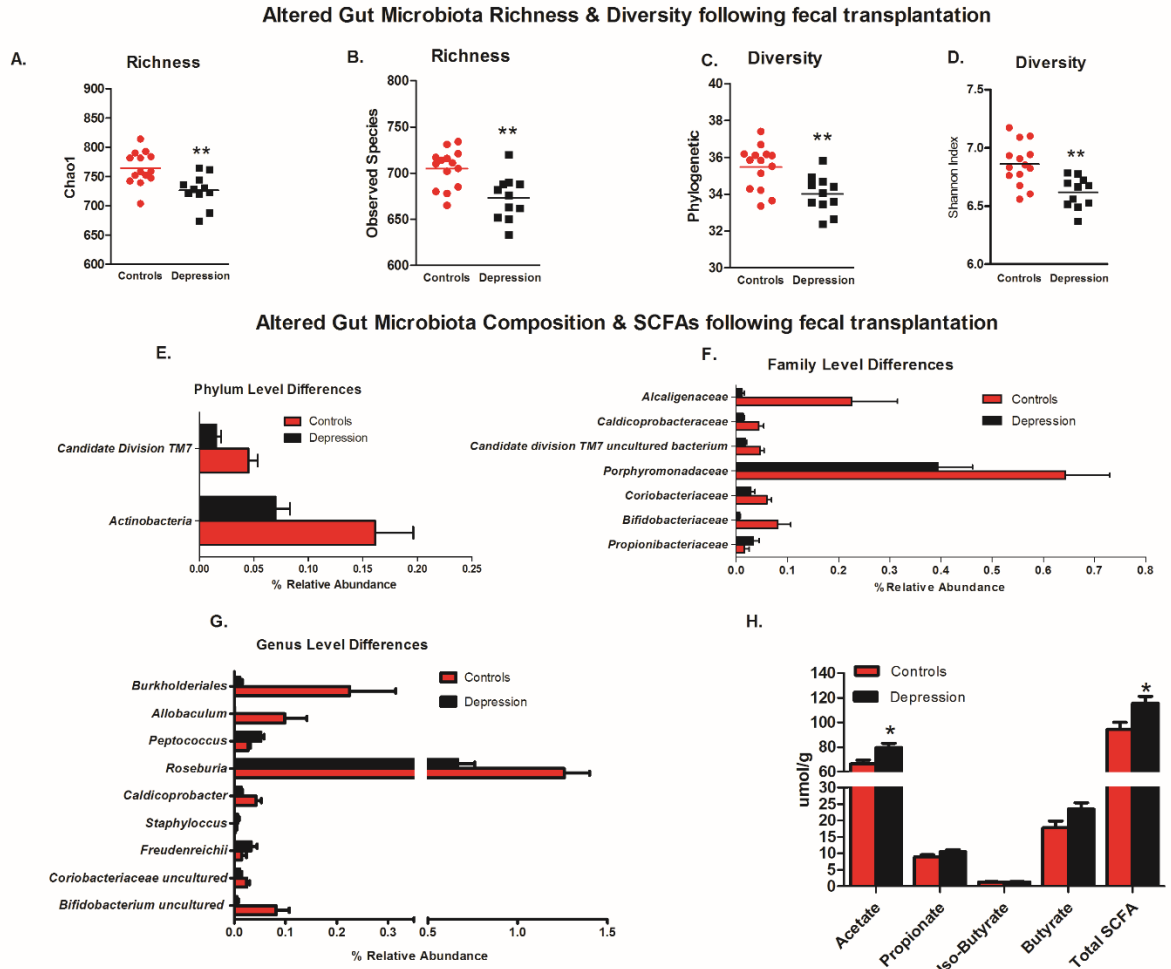 Altered Gut Microbiota Richness & Diversity following fecal transplantation
A.
Richness
Chao1
900
850
800
750
700
650
600
**
Controls
Depression
B.
Richness
Observed Species
800
750
700
650
600
**
Controls
Depression
C.
Diversity
Phylogenetic
40
38
36
34
32
30
**
Controls
Depression
D.
Diversity
Shannon Index
7.5
7.0
6.5
6.0
**
Controls
Depression
Altered Gut Microbiota Composition & SCFAs following fecal transplantation
E.
Phylum Level Differences
Controls
Depression
Candidate Division TM7
Actinobacteria
0.00 0.05 0.10 0.15 0.20 0.25
% Relative Abundance
F.
Family Level Differences
Controls
Depression
Alcaligenaceae
Caldicoprobacteraceae
Candidate division TM7 uncultured bacterium
Porphyromonadaceae
Coriobacteriaceae
Bifidobacteriaceae
Propionibacteriaceae
0.0 0.1 0.2 0.3 0.4 0.5 0.6 0.7 0.8
% Relative Abundance
G.
Genus Level Differences
Controls
Depression
Burkholderiales
Allobaculum
Peptococcus
Roseburia
Caldicoprobacter
Staphyloccus
Freudenreichii
Coriobacteriaceae uncultured
Bifidobacterium uncultured
0.0 0.1 0.2 0.3 0.5 1.0 1.5
% Relative Abundance
H.
Controls
Depression
umol/g
140
120
100
80
60
30
25
20
15
10
5
0
*
*
Acetate
Propionate
Iso-Butyrate
Butyrate
Total SCFA